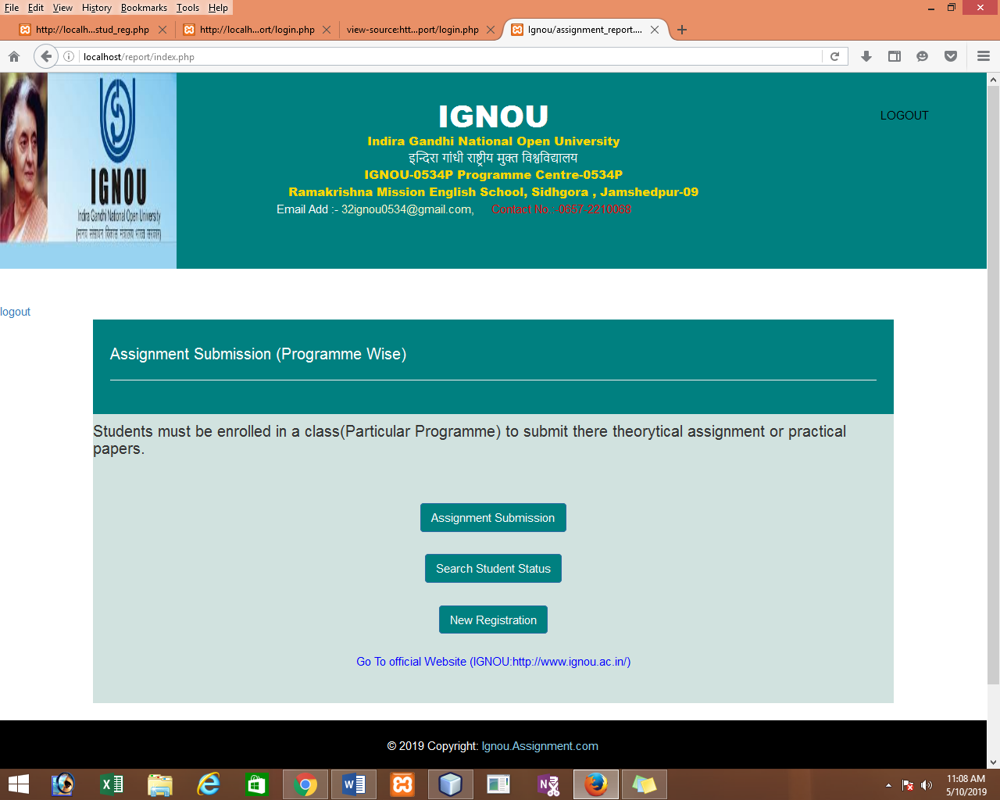 File Edit View History Bookmarks Tools Help
http://localh...stud_reg.php
http://localh...ort/login.php
view-source:htt...port/login.php
Ignou/assignment_report....
localhost/report/index.php
IGNOU
Indira Gandhi National Open University
IGNOU
LOGOUT
Indira Gandhi National Open University
इन्दिरा गांधी राष्ट्रीय मुक्त विश्वविद्यालय
IGNOU-0534P Programme Centre-0534P
Ramakrishna Mission English School, Sidhgora , Jamshedpur-09
Email Add :- 32ignou0534@gmail.com, Contact No.: 0657-2210068
logout
Assignment Submission (Programme Wise)
Students must be enrolled in a class(Particular Programme) to submit there theorytical assignment or practical
papers.
Assignment Submission
Search Student Status
New Registration
Go To official Website (IGNOU:http://www.ignou.ac.in/)
© 2019 Copyright: Ignou.Assignment.com
11:08 AM
5/10/2019